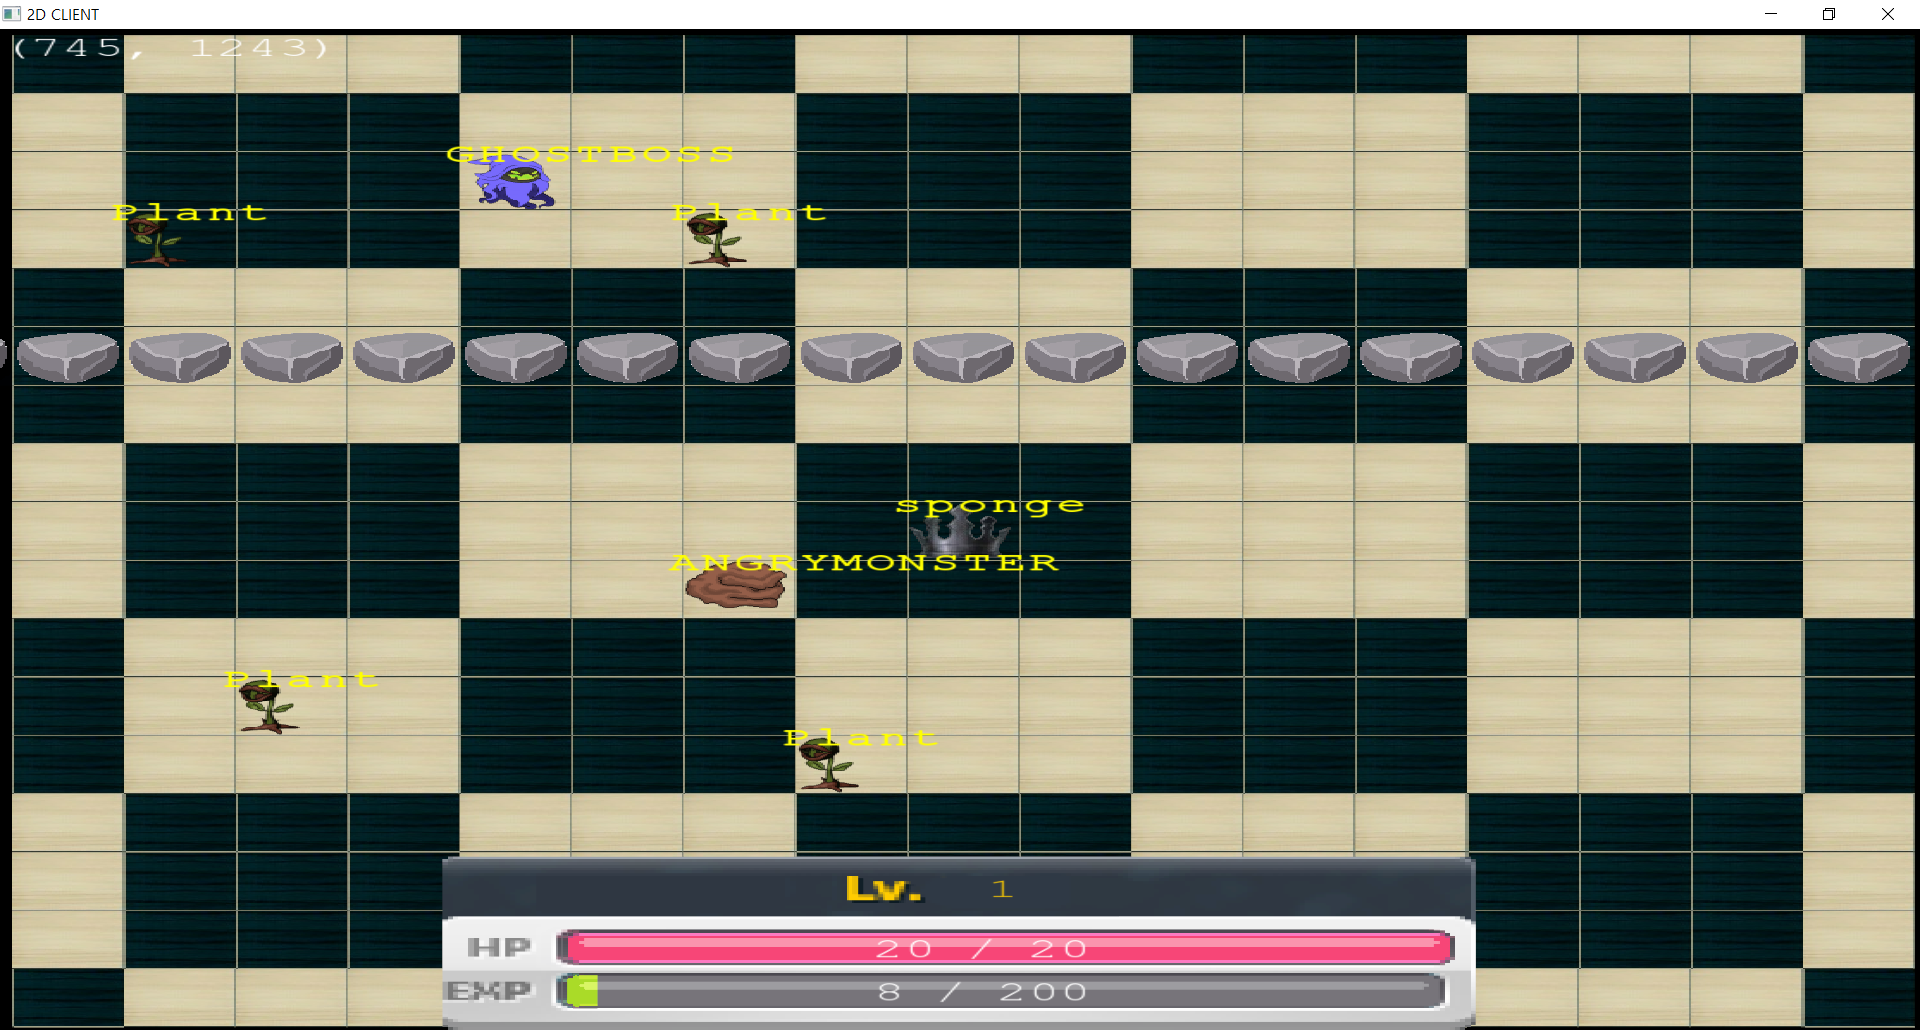 2D CLIENT
(745, 1243)
GHOSTBOSS
Plant
Plant
sponge
ANGRYMONSTER
Plant
Plant
Lv. 1
HP 20 / 20
EXP 8 / 200